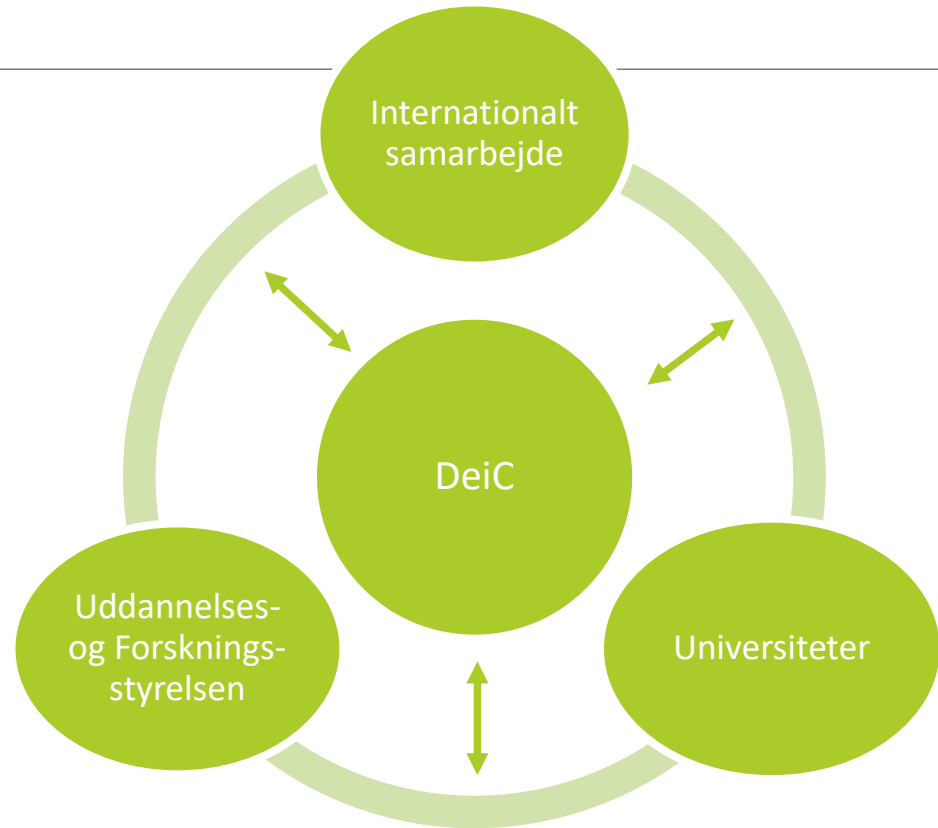 Internationalt
samarbejde
DeiC
Uddannelses-
og Forsknings-
styrelsen
Universiteter